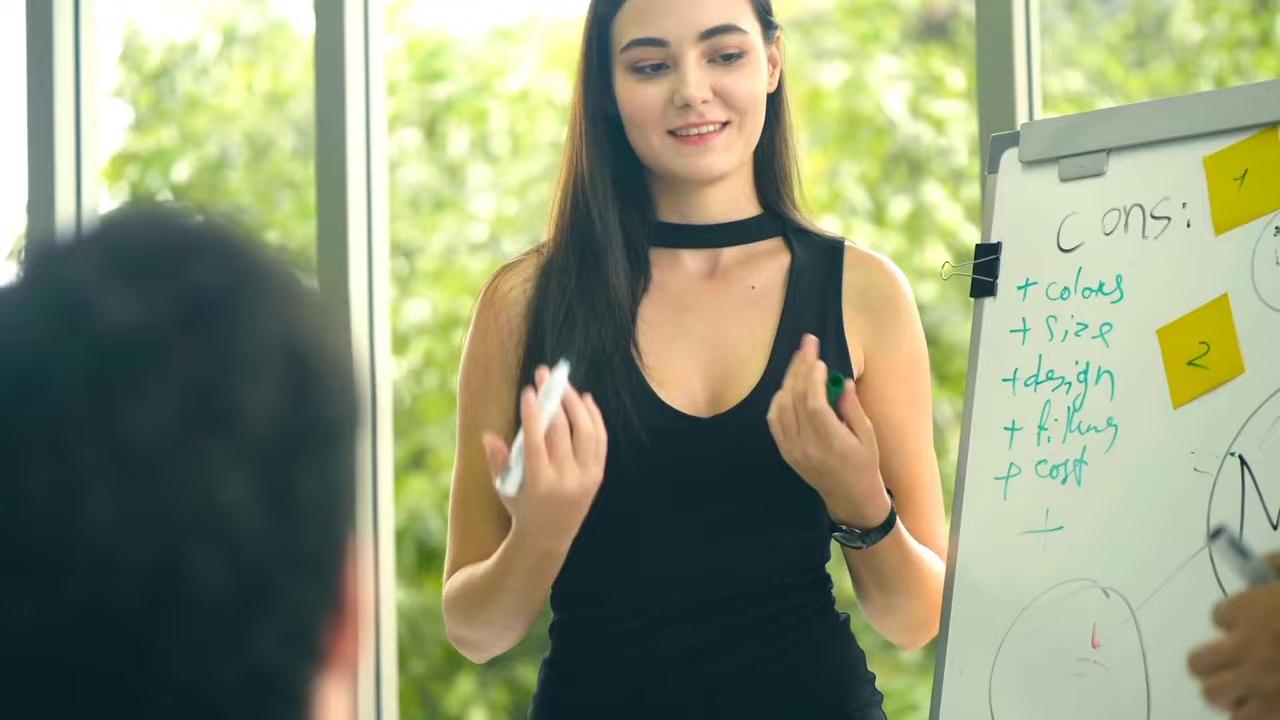 1
cons:
+ colors
+ size
+ design
+ filling
+ cost
+
2